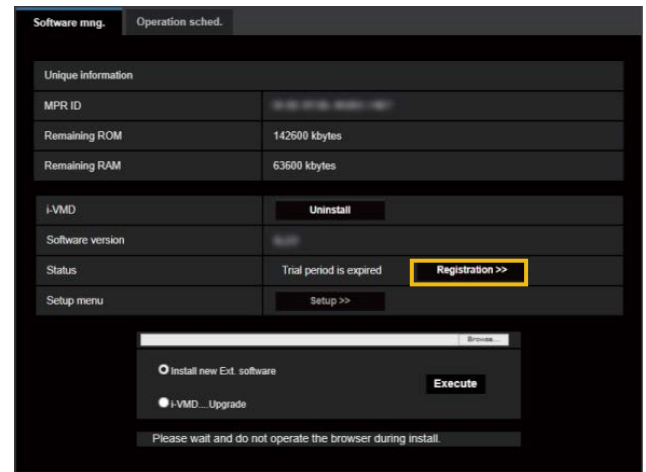 Software mng. Operation sched.
Unique information
MPR ID
Remaining ROM 142600 kbytes
Remaining RAM 63600 kbytes
i-VMD Uninstall
Software version
Status Trial period is expired Registration >>
Setup menu Setup >>
Browse...
Install new Ext. software
Execute
i-VMD....Upgrade
Please wait and do not operate the browser during install.